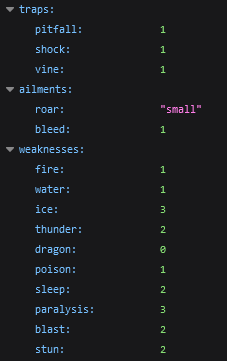 traps:
pitfall: 1
shock: 1
vine: 1
ailments:
roar: "small"
bleed: 1
weaknesses:
fire: 1
water: 1
ice: 3
thunder: 2
dragon: 0
poison: 1
sleep: 2
paralysis: 3
blast: 2
stun: 2